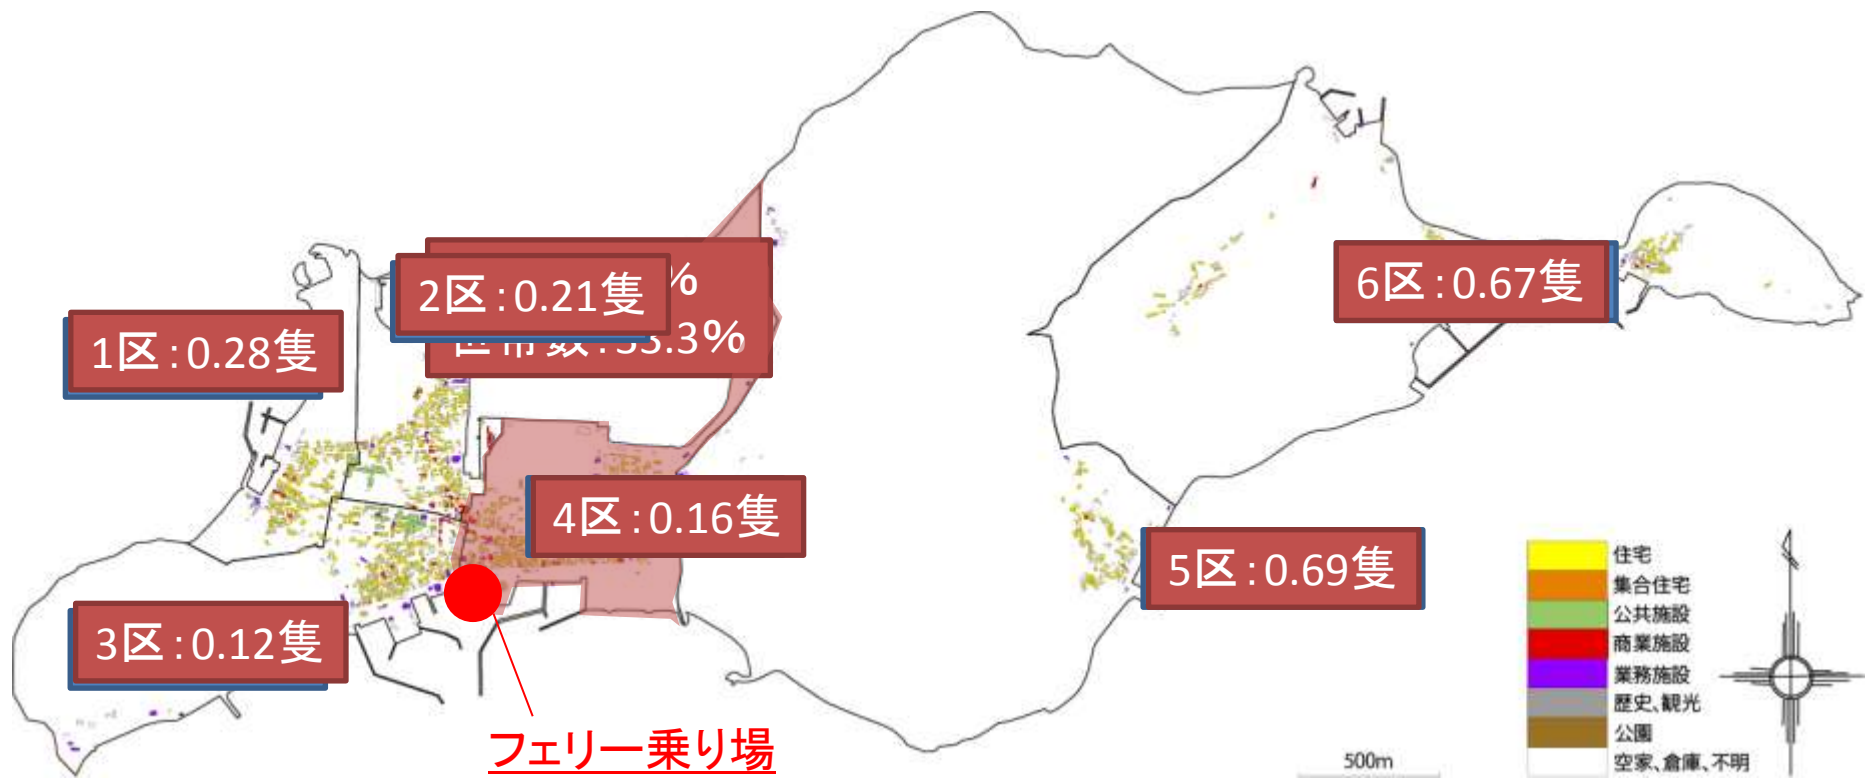 2区:0.21隻
%
6区:0.67隻
1区:0.28隻
4区:0.16隻
5区:0.69隻
3区:0.12隻
フェリー乗り場
500m
住宅
集合住宅
公共施設
商業施設
業務施設
歴史、観光
公園
空家、倉庫、不明